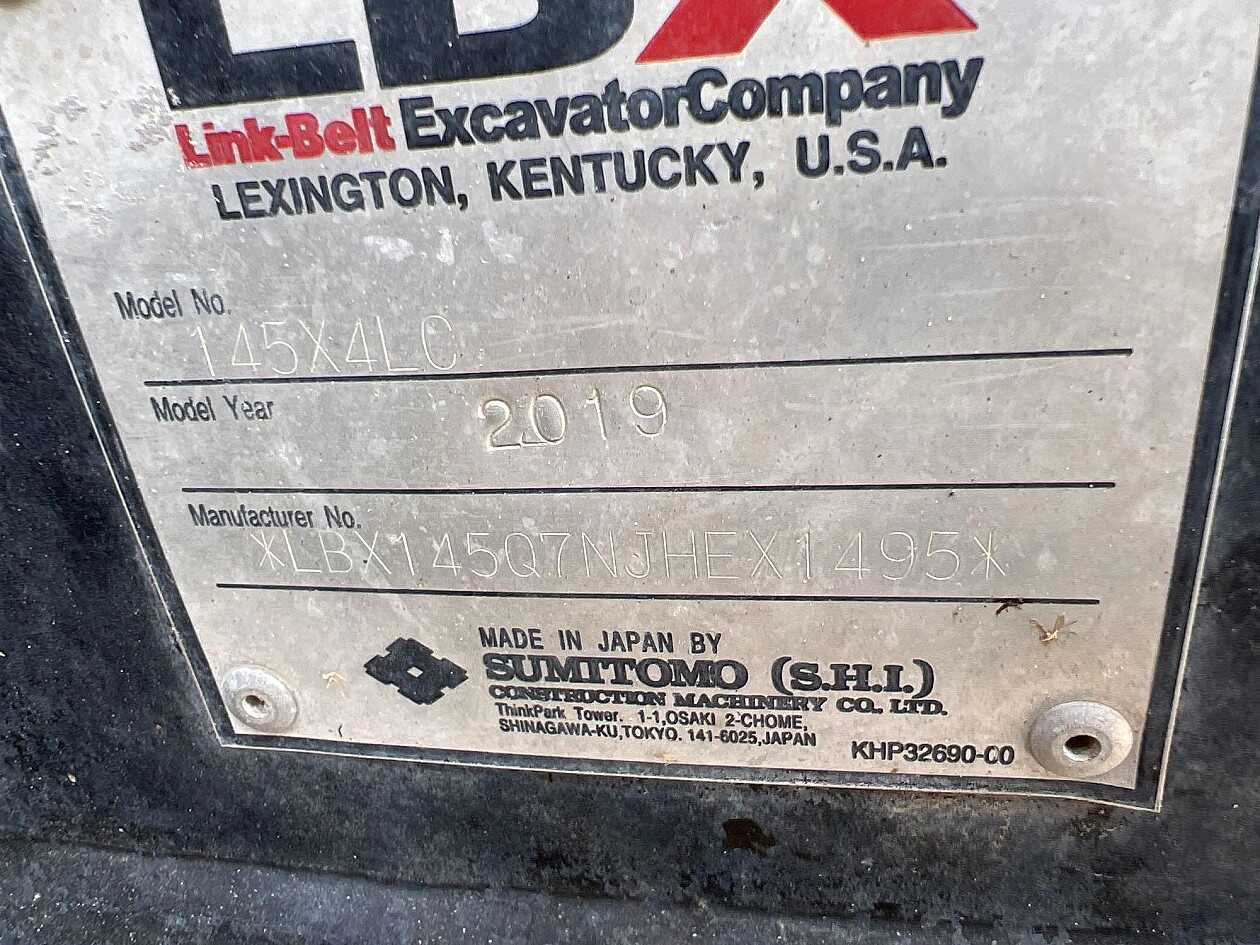 LBX
Link-Belt ExcavatorCompany
LEXINGTON, KENTUCKY, U.S.A.
Model No.
145X4LC
Model Year
2019
Manufacturer No.
*LBX145Q7NJHEX1495*
MADE IN JAPAN BY
SUMITOMO (S.H.I.)
CONSTRUCTION MACHINERY CO., LTD.
ThinkPark Tower. 1-1,OSAKI 2-CHOME,
SHINAGAWA-KU,TOKYO. 141-6025,JAPAN
KHP32690-00